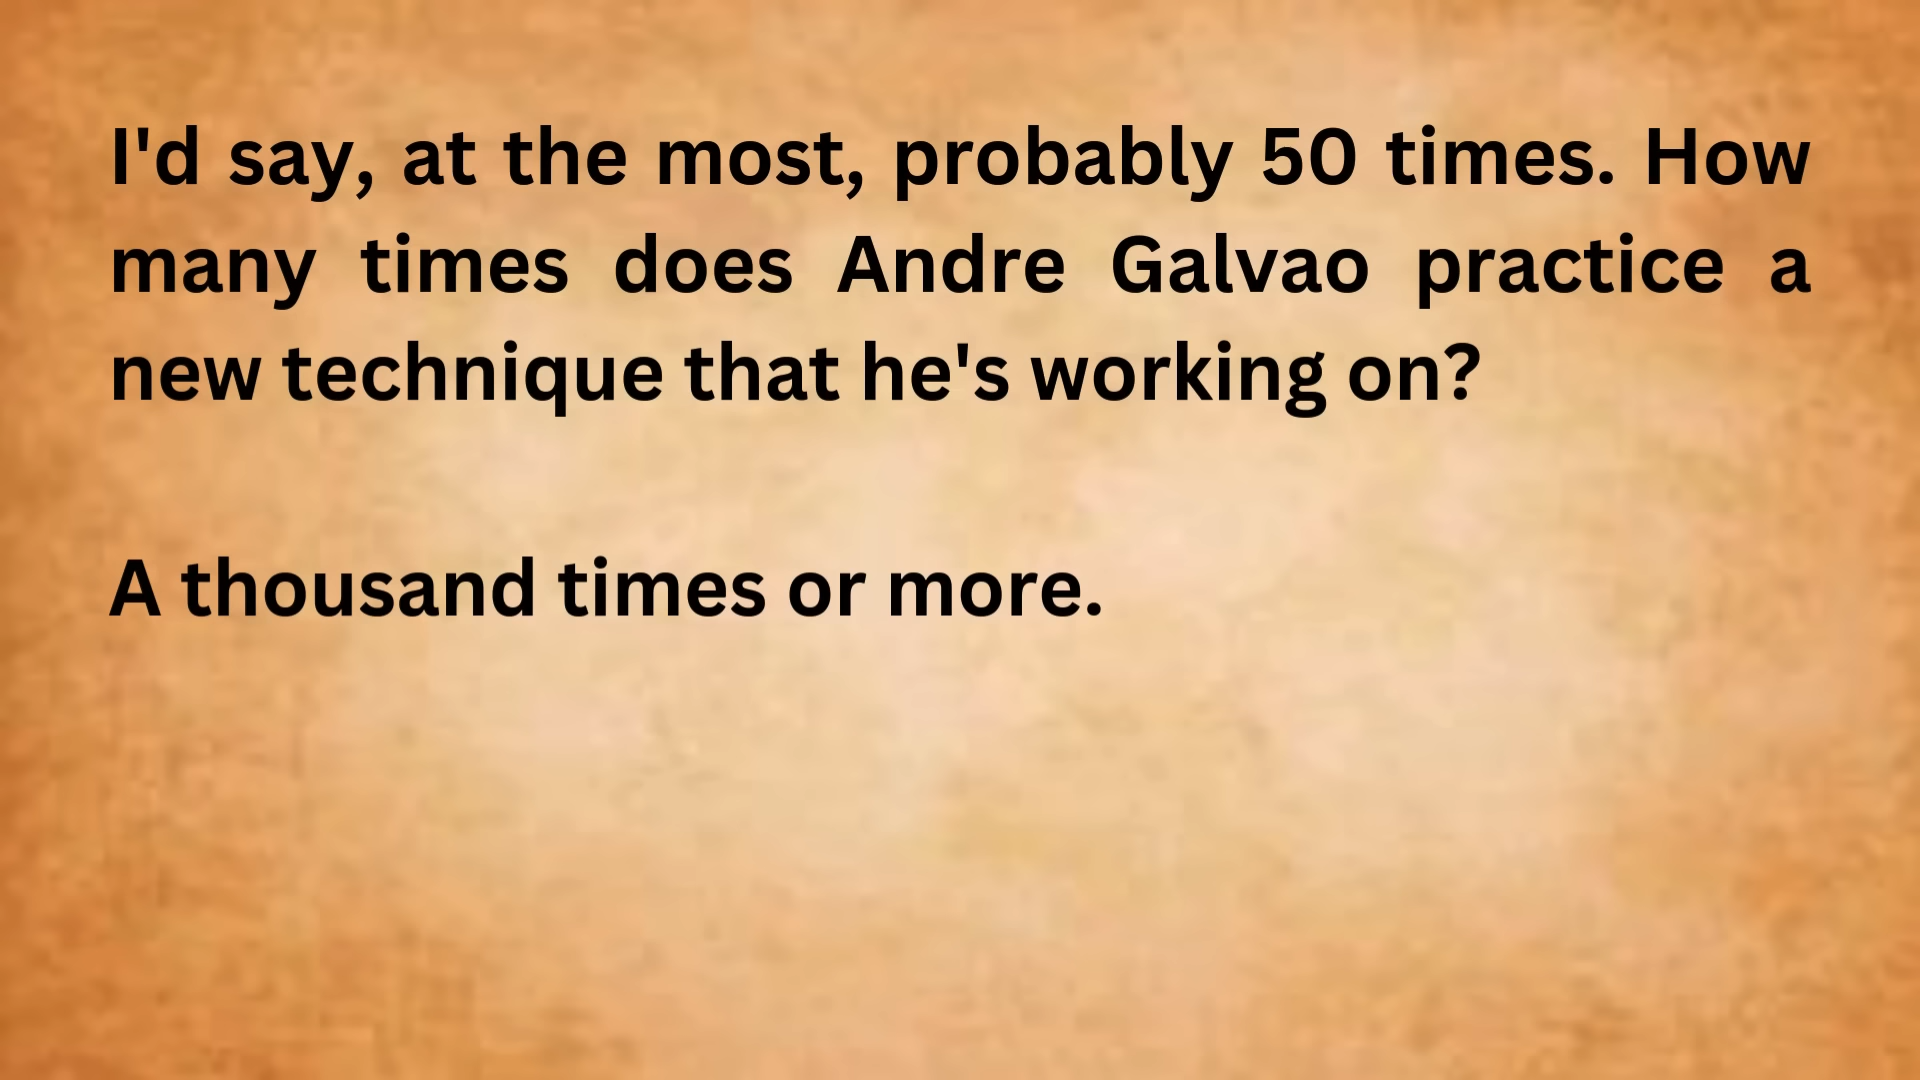 I'd say, at the most, probably 50 times. How
many times does Andre Galvao practice a
new technique that he's working on?
A thousand times or more.